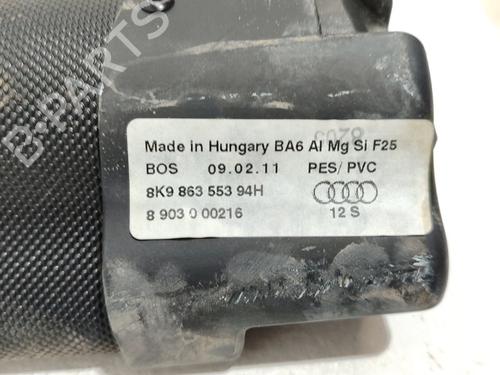 B-PARTS
8Z03
Made in Hungary BA6 Al Mg Si F25
BOS 09.02.11 PES/ PVC
8K9 863 553 94H
8 903 0 00216 12 S